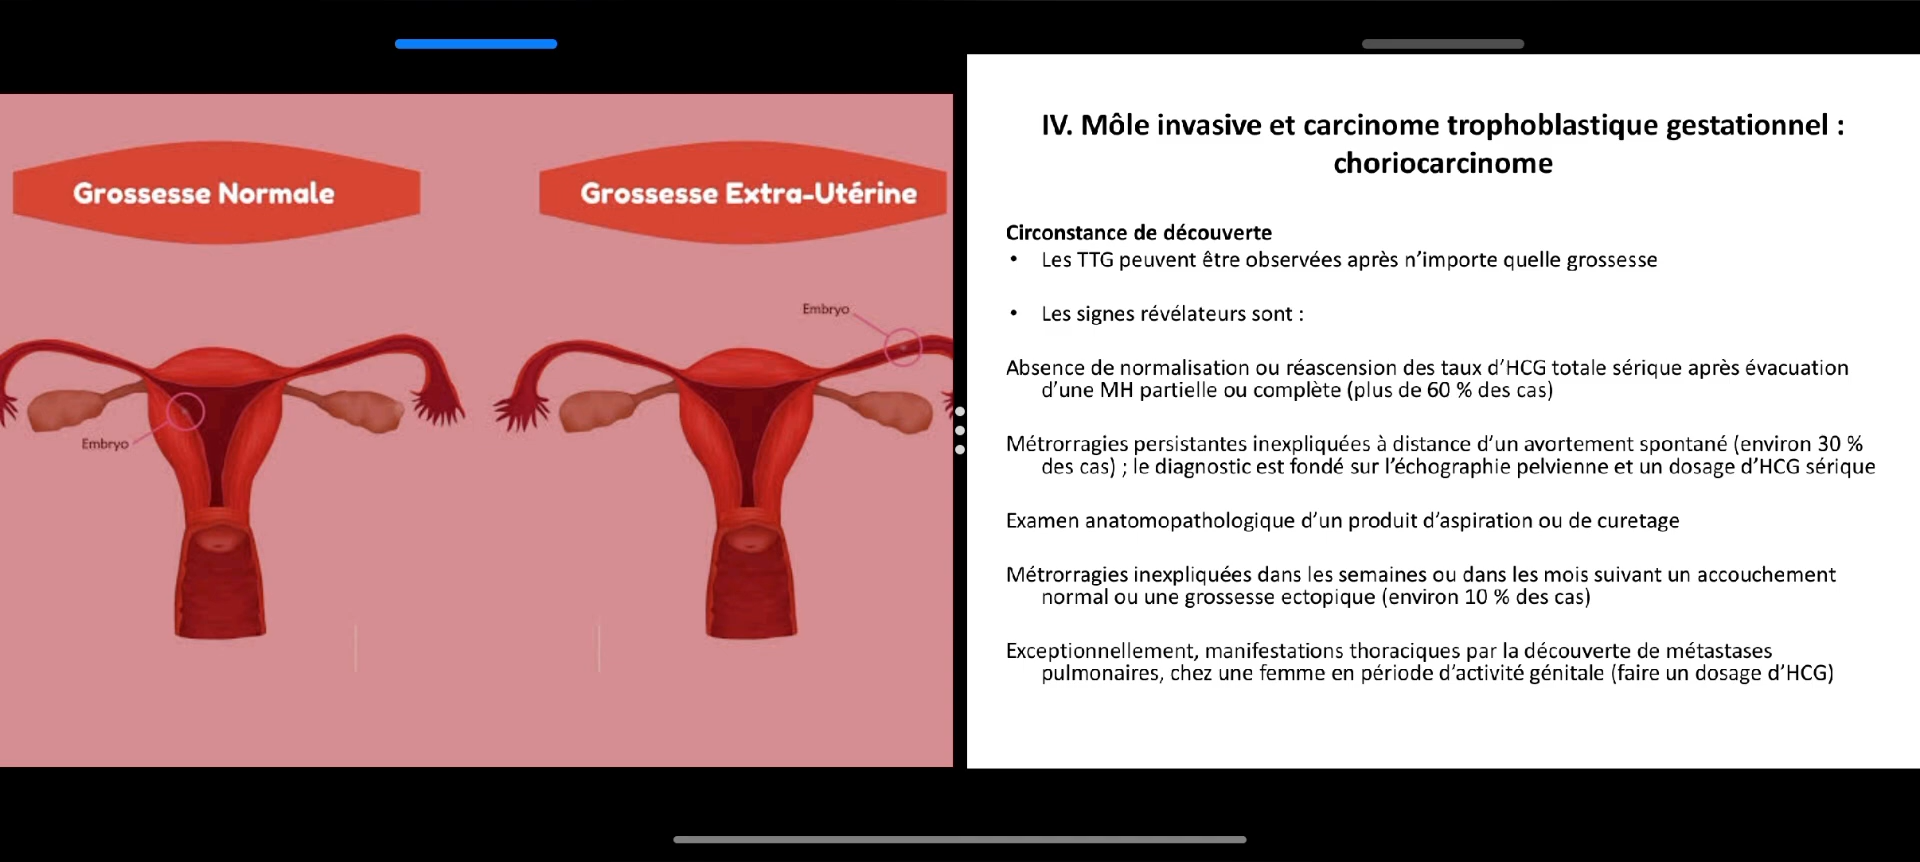 Grossesse Normale
Grossesse Extra-Utérine
Embryo
Embryo
IV. Môle invasive et carcinome trophoblastique gestationnel :
choriocarcinome
Circonstance de découverte
• Les TTG peuvent être observées après n’importe quelle grossesse
• Les signes révélateurs sont :
Absence de normalisation ou réascension des taux d’HCG totale sérique après évacuation
d’une MH partielle ou complète (plus de 60 % des cas)
Métrorragies persistantes inexpliquées à distance d’un avortement spontané (environ 30 %
des cas) ; le diagnostic est fondé sur l’échographie pelvienne et un dosage d’HCG sérique
Examen anatomopathologique d’un produit d’aspiration ou de curetage
Métrorragies inexpliquées dans les semaines ou dans les mois suivant un accouchement
normal ou une grossesse ectopique (environ 10 % des cas)
Exceptionnellement, manifestations thoraciques par la découverte de métastases
pulmonaires, chez une femme en période d’activité génitale (faire un dosage d’HCG)